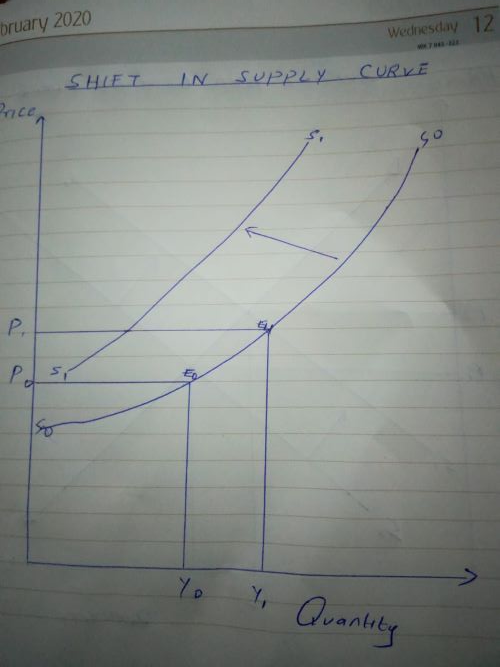 bruary 2020
Wednesday 12
SHIFT IN SUPPLY CURVE
Price
S1
S0
P1
E1
P0
S1
E0
S0
Y0
Y1
Quantity